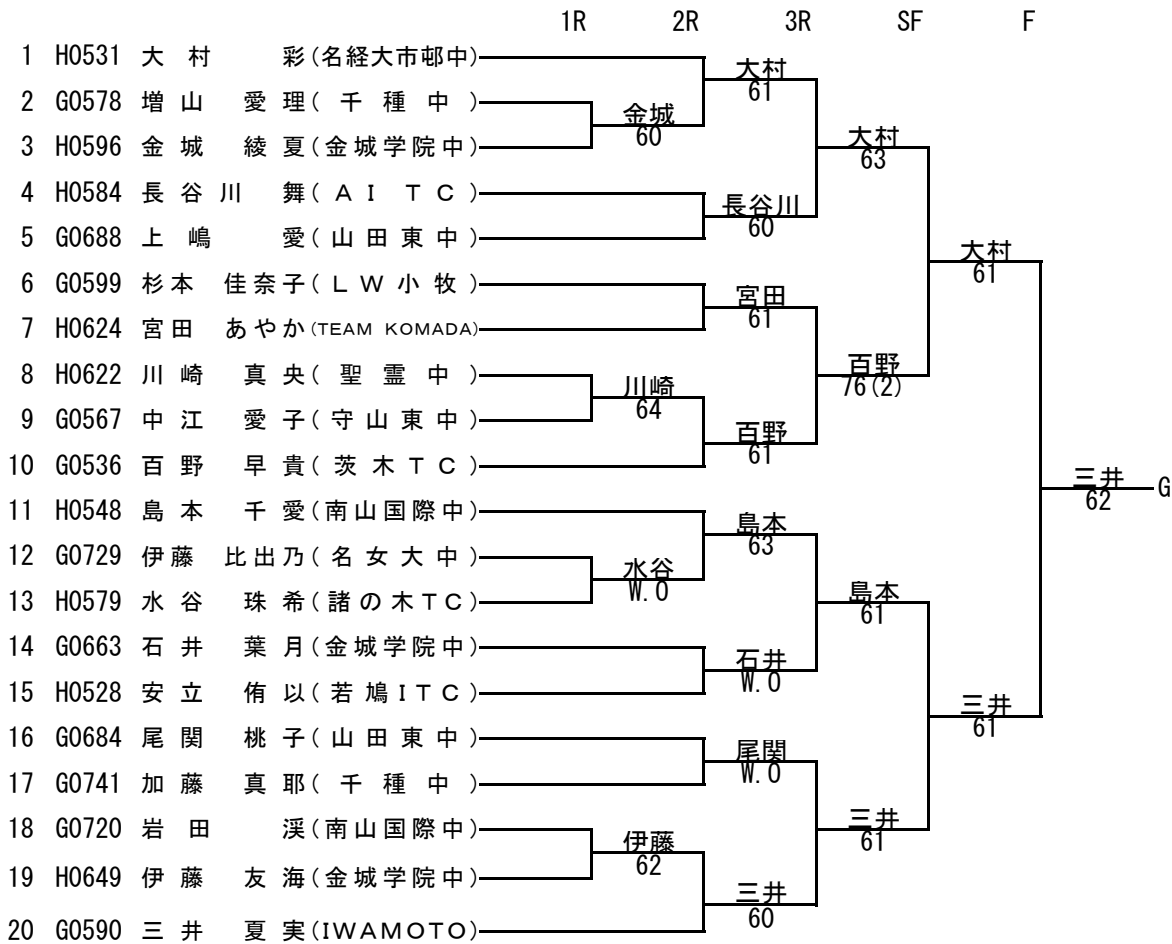 1R 2R 3R SF F
1 H0531 大村 彩(名経大市邨中)
大村
61
2 G0578 増山 愛理(千種中)
金城
60
3 H0596 金城 綾夏(金城学院中)
大村
63
4 H0584 長谷川 舞(AI TC)
長谷川
60
5 G0688 上嶋 愛(山田東中)
大村
61
6 G0599 杉本 佳奈子(LW小牧)
宮田
61
7 H0624 宮田 あやか(TEAM KOMADA)
8 H0622 川崎 真央(聖霊中)
百野
76(2)
川崎
64
9 G0567 中江 愛子(守山東中)
百野
61
10 G0536 百野 早貴(茨木TC)
三井
62
G
11 H0548 島本 千愛(南山国際中)
島本
63
12 G0729 伊藤 比出乃(名女大中)
水谷
W.O
13 H0579 水谷 珠希(諸の木TC)
島本
61
14 G0663 石井 葉月(金城学院中)
石井
W.O
15 H0528 安立 侑以(若鳩ITC)
三井
61
16 G0684 尾関 桃子(山田東中)
尾関
W.O
17 G0741 加藤 真耶(千種中)
18 G0720 岩田 渓(南山国際中)
三井
61
伊藤
62
19 H0649 伊藤 友海(金城学院中)
三井
60
20 G0590 三井 夏実(IWAMOTO)